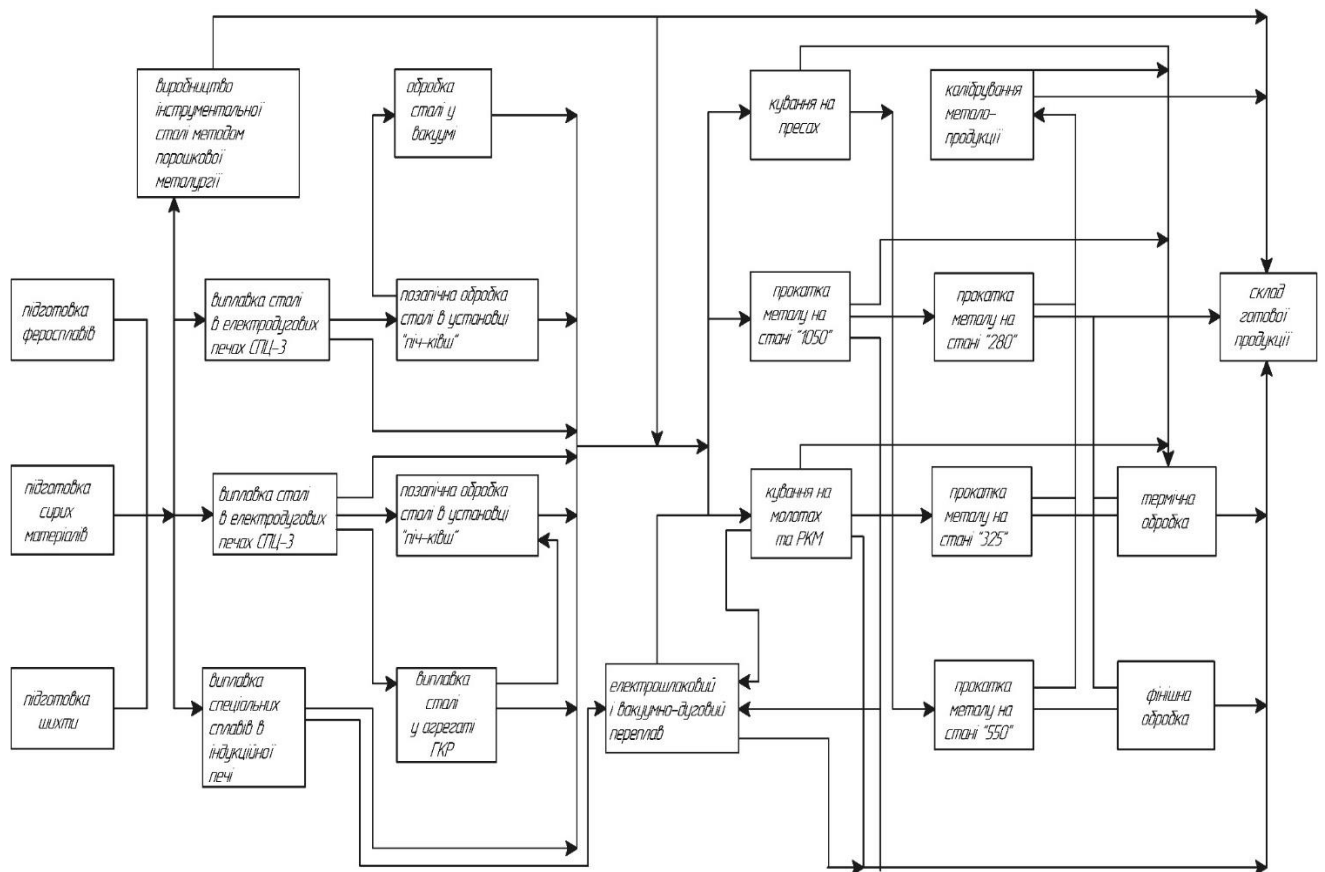 виробництво
інструментальної
сталі методом
порошкової
металургії
обробка
сталі у
вакуумі
кування на
пресах
калібрування
метало-
продукції
підготовка
феросплавів
виплавка сталі
в електродугових
печах СПЦ-3
позапічна обробка
сталі в установці
"піч-ківш"
прокатка
металу на
стані "1050"
прокатка
металу на
стані "280"
склад
готової
продукції
підготовка
сирих
матеріалів
виплавка сталі
в електродугових
печах СПЦ-3
позапічна обробка
сталі в установці
"піч-ківш"
кування на
молотах
та РКМ
прокатка
металу на
стані "325"
термічна
обробка
підготовка
шихти
виплавка
спеціальних
сплавів в
індукційної
печі
виплавка
сталі
у агрегаті
ГКР
електрошлаковий
і вакуумно-дуговий
переплав
прокатка
металу на
стані "550"
фінішна
обробка